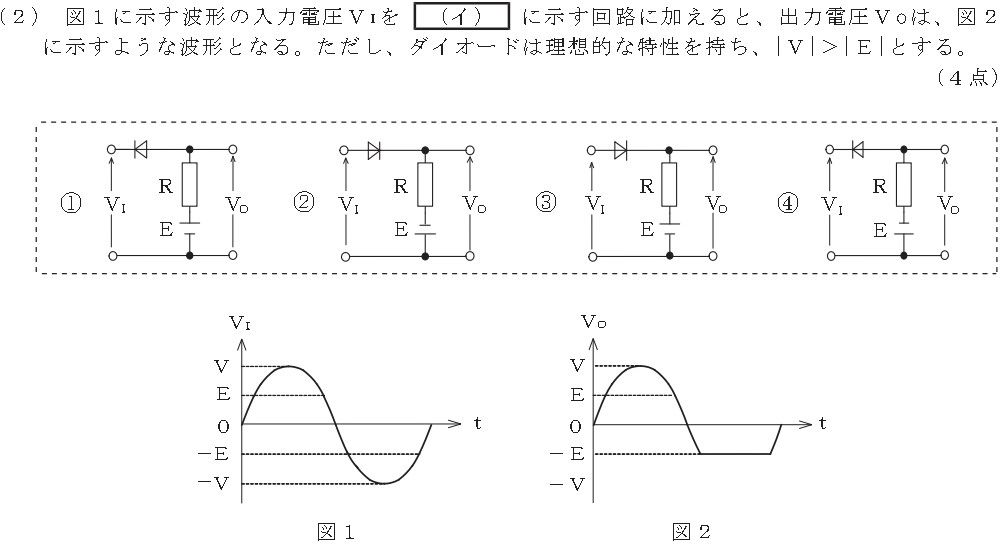 (２) 図１に示す波形の入力電圧ＶIを (イ) に示す回路に加えると、出力電圧ＶOは、図２
に示すような波形となる。ただし、ダイオードは理想的な特性を持ち、|Ｖ|＞|Ｅ|とする。
(４点)
① VI R E VO
② VI R E VO
③ VI R E VO
④ VI R E VO
VI
V
E
0
－E
－V
t
図１
VO
V
E
0
－E
－V
t
図２